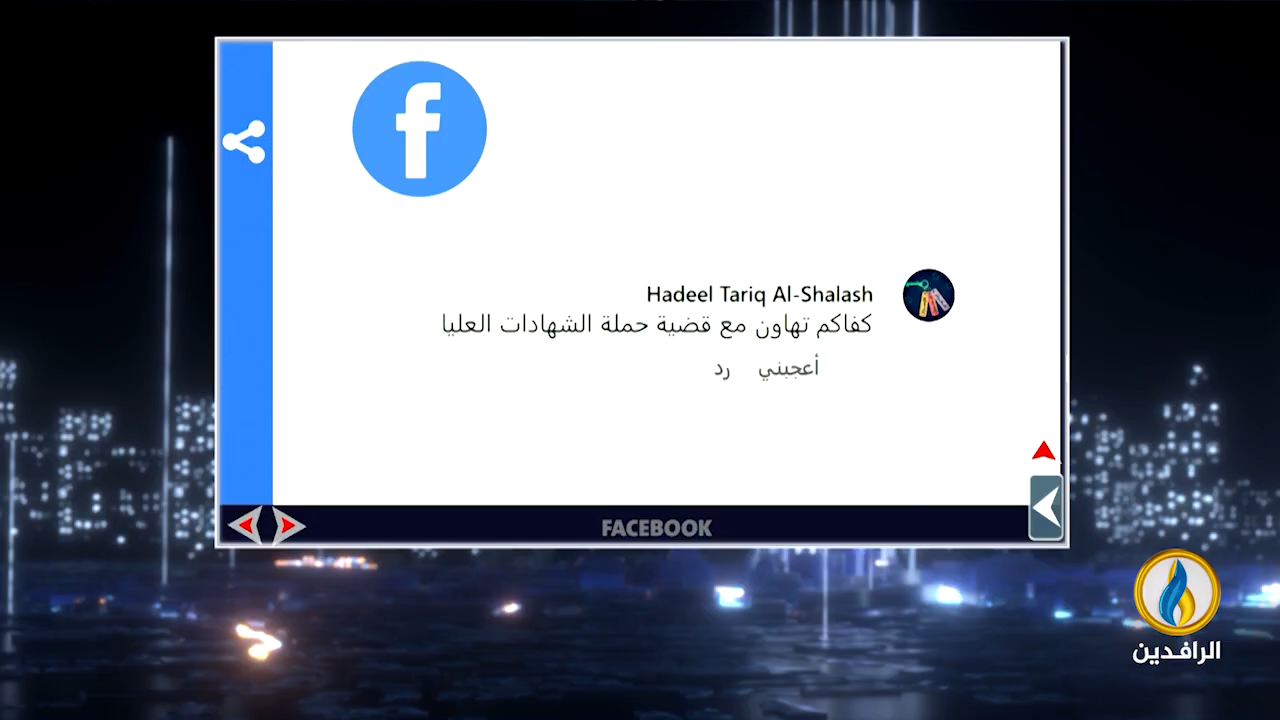 f
Hadeel Tariq Al-Shalash
كفاكم تهاون مع قضية حملة الشهادات العليا
أعجبني رد
FACEBOOK
الرافدين